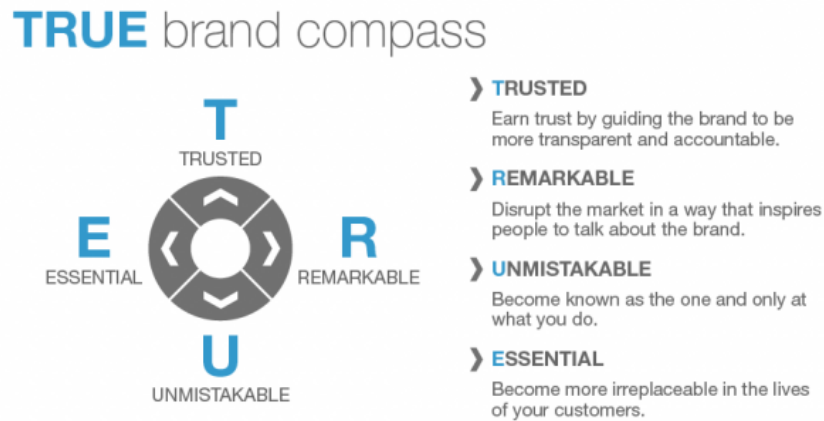 TRUE brand compass
T
TRUSTED
E
ESSENTIAL
R
REMARKABLE
U
UNMISTAKABLE
TRUSTED
Earn trust by guiding the brand to be
more transparent and accountable.
REMARKABLE
Disrupt the market in a way that inspires
people to talk about the brand.
UNMISTAKABLE
Become known as the one and only at
what you do.
ESSENTIAL
Become more irreplaceable in the lives
of your customers.